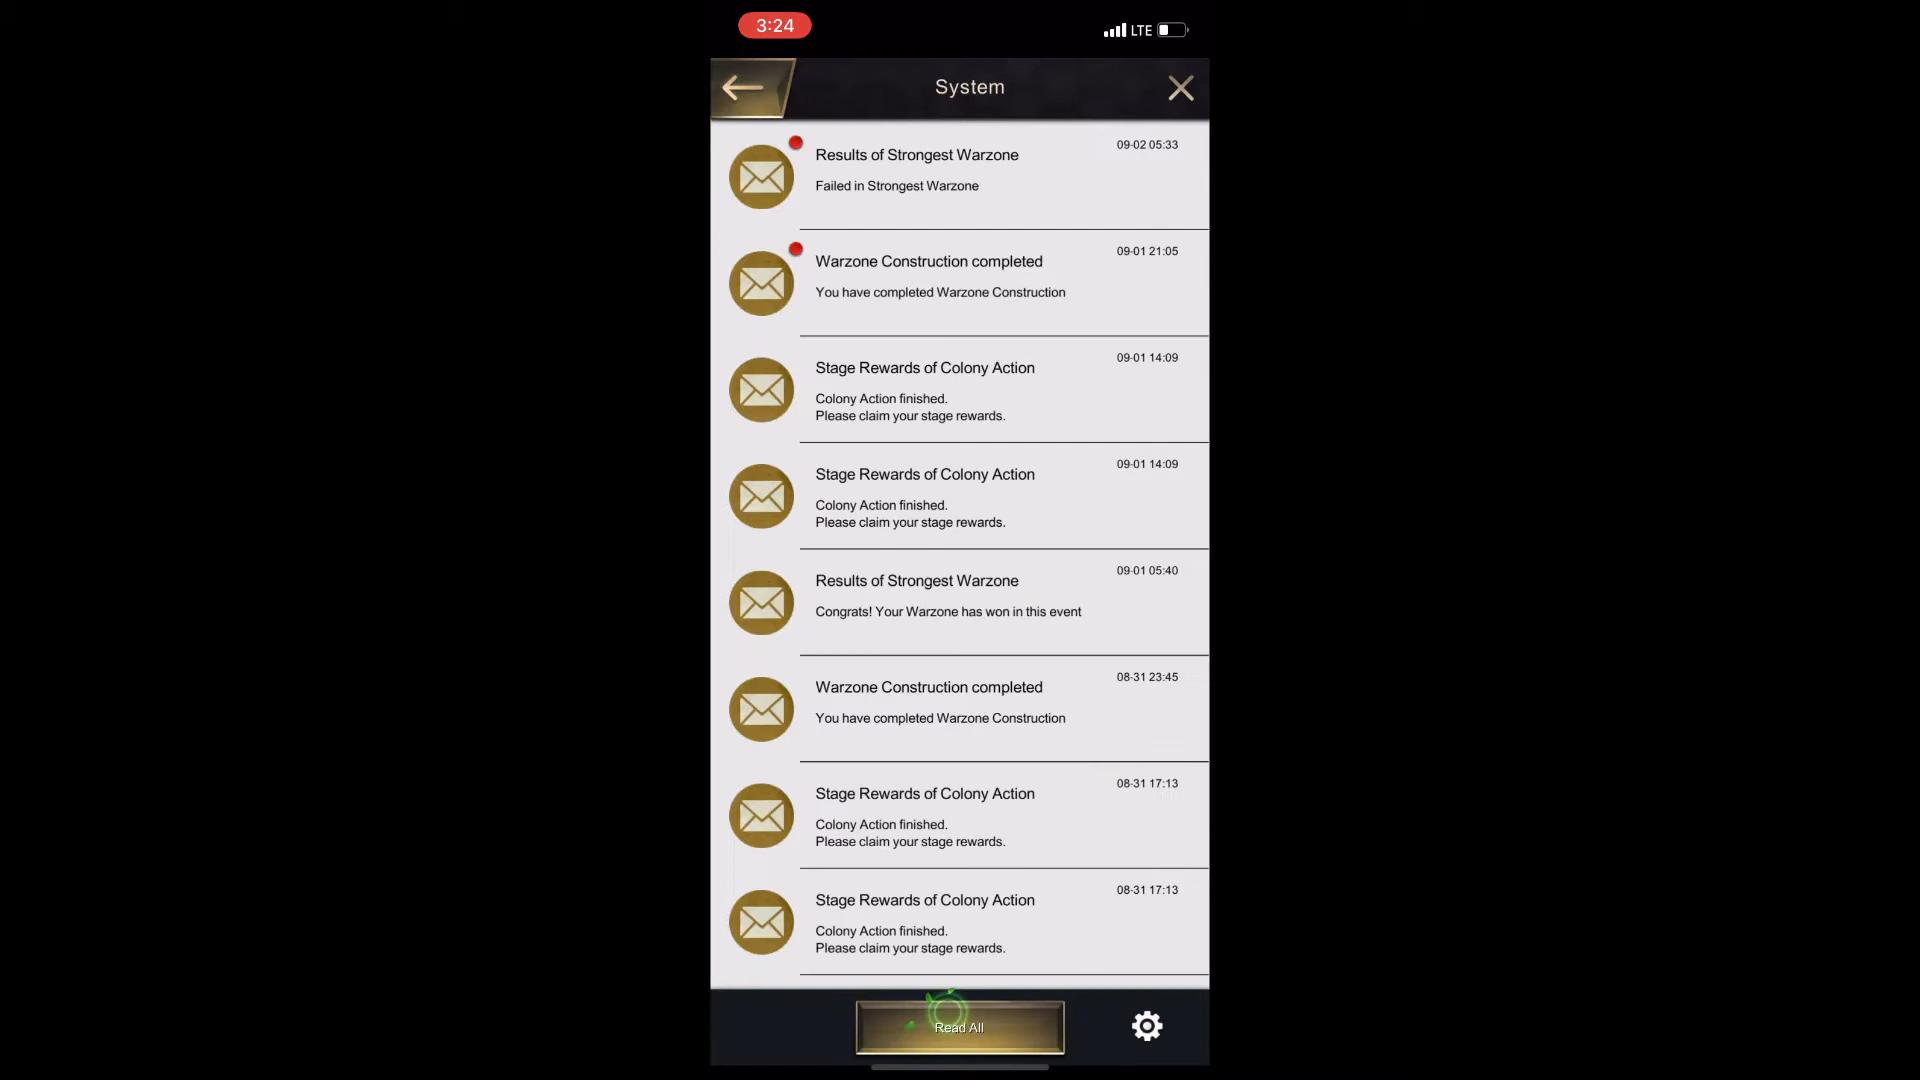 3:24
LTE
System
Results of Strongest Warzone
09-02 05:33
Failed in Strongest Warzone
Warzone Construction completed
09-01 21:05
You have completed Warzone Construction
Stage Rewards of Colony Action
09-01 14:09
Colony Action finished.
Please claim your stage rewards.
Stage Rewards of Colony Action
09-01 14:09
Colony Action finished.
Please claim your stage rewards.
Results of Strongest Warzone
09-01 05:40
Congrats! Your Warzone has won in this event
Warzone Construction completed
08-31 23:45
You have completed Warzone Construction
Stage Rewards of Colony Action
08-31 17:13
Colony Action finished.
Please claim your stage rewards.
Stage Rewards of Colony Action
08-31 17:13
Colony Action finished.
Please claim your stage rewards.
Read All